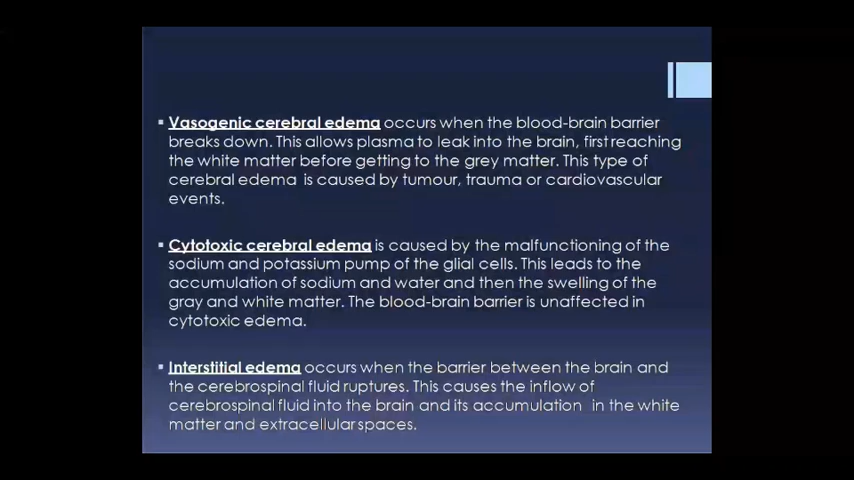 ▪ Vasogenic cerebral edema occurs when the blood-brain barrier
breaks down. This allows plasma to leak into the brain, first reaching
the white matter before getting to the grey matter. This type of
cerebral edema is caused by tumour, trauma or cardiovascular
events.
▪ Cytotoxic cerebral edema is caused by the malfunctioning of the
sodium and potassium pump of the glial cells. This leads to the
accumulation of sodium and water and then the swelling of the
gray and white matter. The blood-brain barrier is unaffected in
cytotoxic edema.
▪ Interstitial edema occurs when the barrier between the brain and
the cerebrospinal fluid ruptures. This causes the inflow of
cerebrospinal fluid into the brain and its accumulation in the white
matter and extracellular spaces.